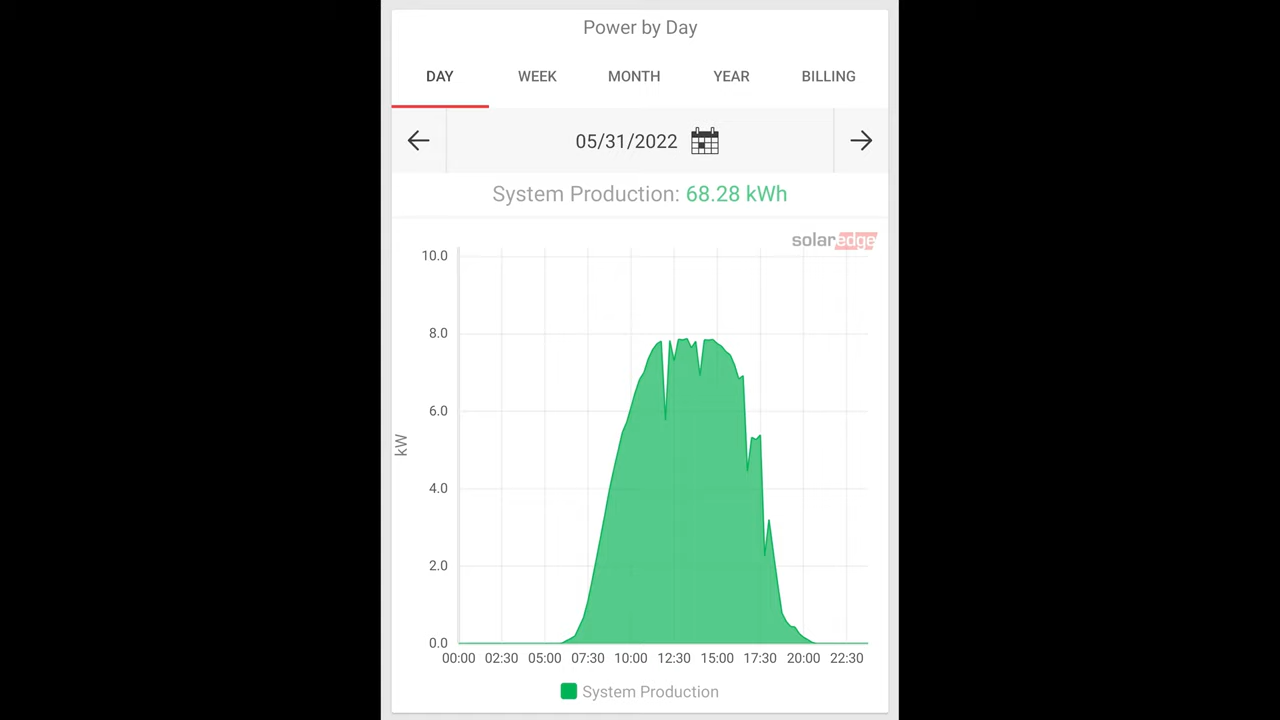 Power by Day
DAY WEEK MONTH YEAR BILLING
05/31/2022
System Production: 68.28 kWh
solaredge
10.0
8.0
6.0
kW
4.0
2.0
0.0
00:00 02:30 05:00 07:30 10:00 12:30 15:00 17:30 20:00 22:30
System Production